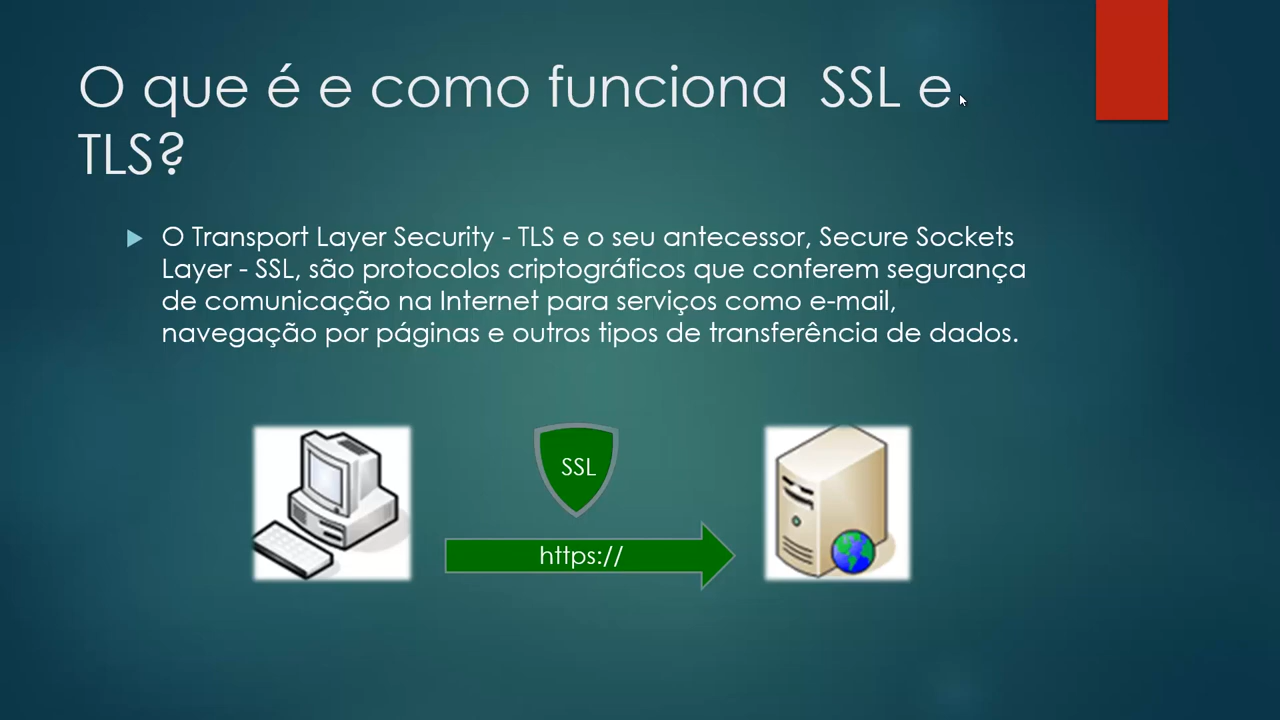 O que é e como funciona  SSL e
TLS?
O Transport Layer Security - TLS e o seu antecessor, Secure Sockets
Layer - SSL, são protocolos criptográficos que conferem segurança
de comunicação na Internet para serviços como e-mail,
navegação por páginas e outros tipos de transferência de dados.
SSL
https://